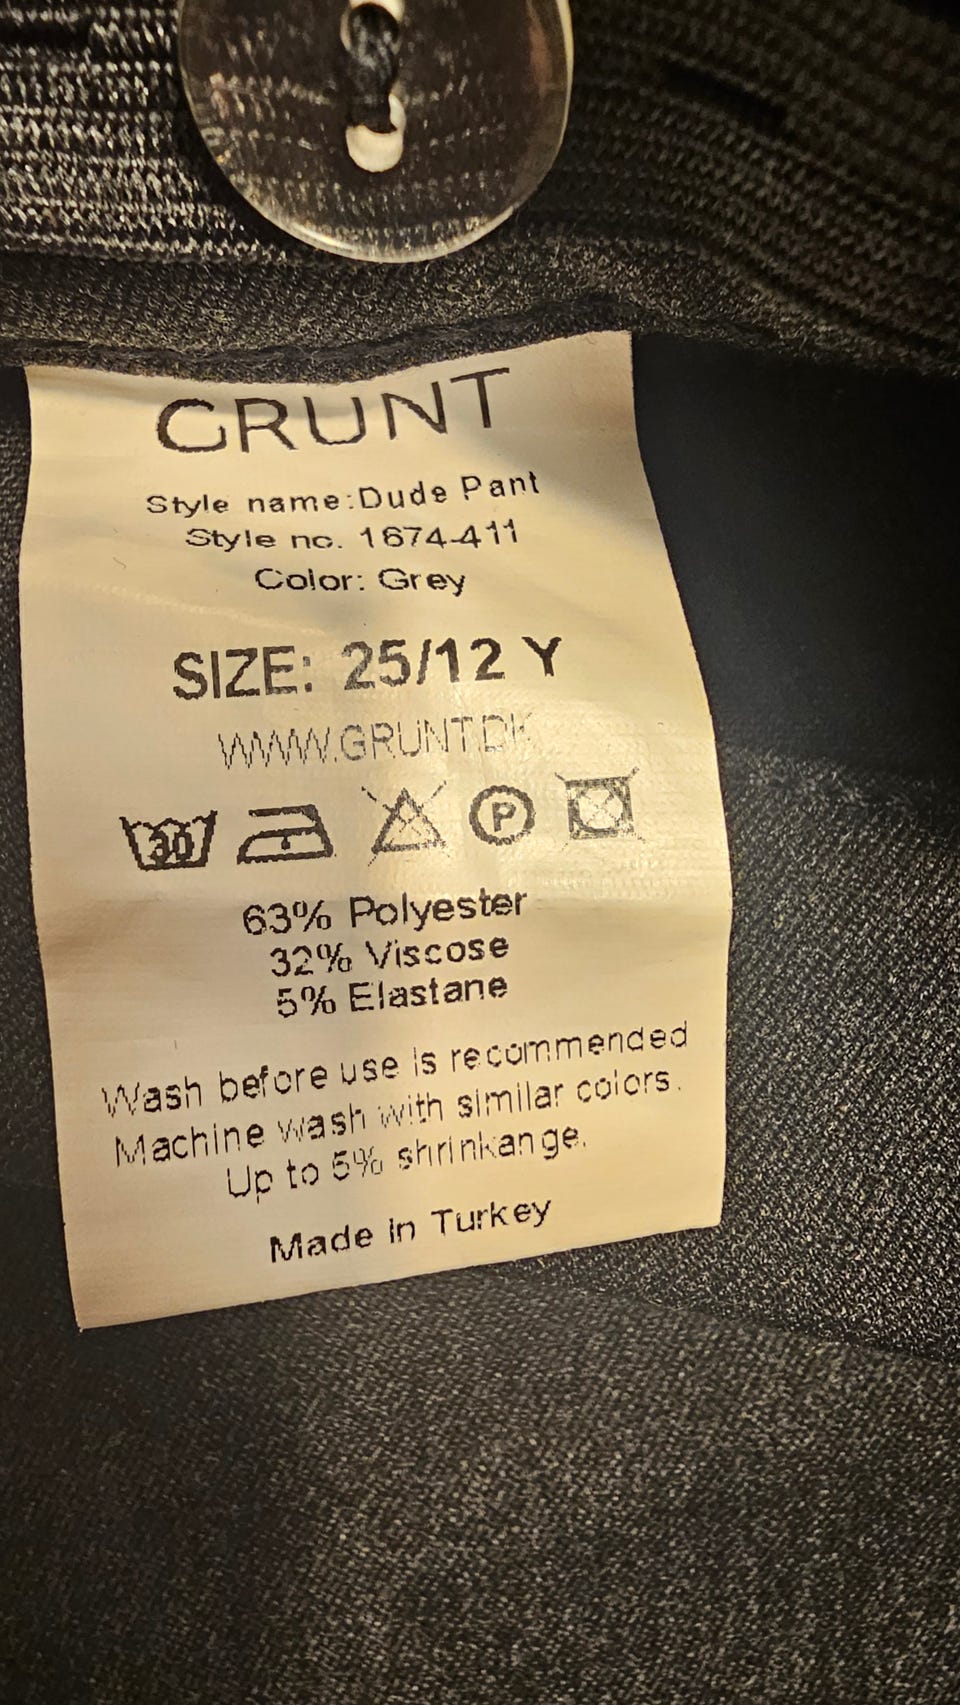 GRUNT
Style name:Dude Pant
Style no. 1674-411
Color: Grey
SIZE: 25/12 Y
WWW.GRUNT.DK
30
P
63% Polyester
32% Viscose
5% Elastane
Wash before use is recommended
Machine wash with similar colors.
Up to 5% shrinkange.
Made in Turkey